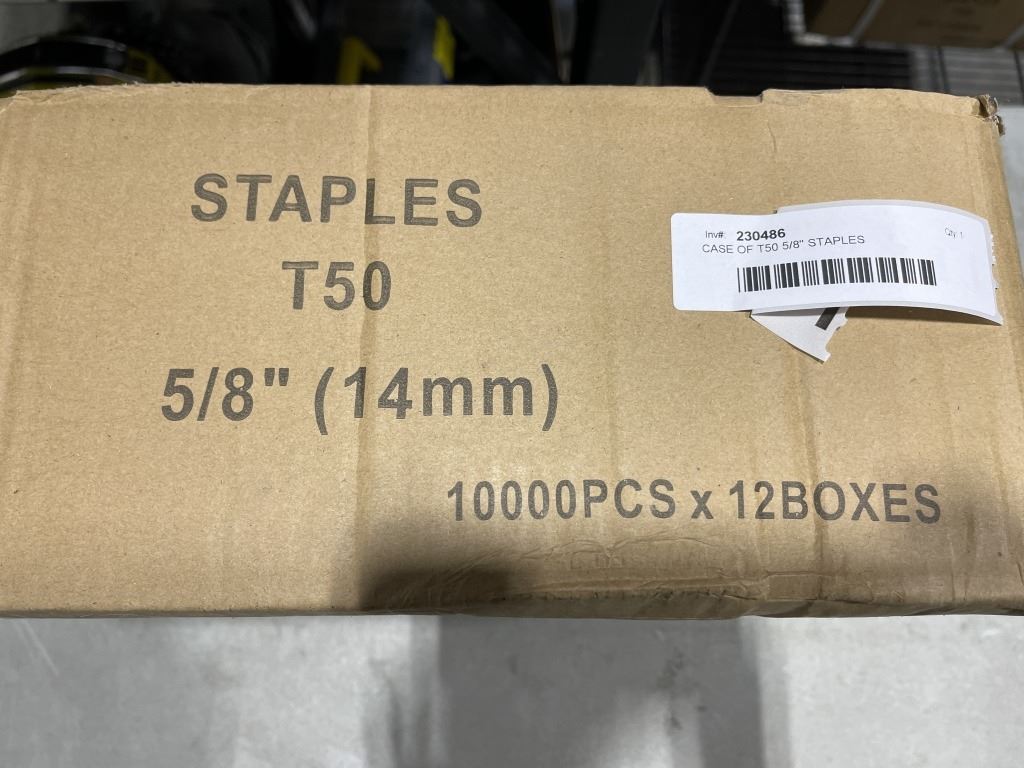 STAPLES
T50
5/8" (14mm)
10000PCS x 12BOXES
Inv#: 230486 Qty: 1
CASE OF T50 5/8" STAPLES